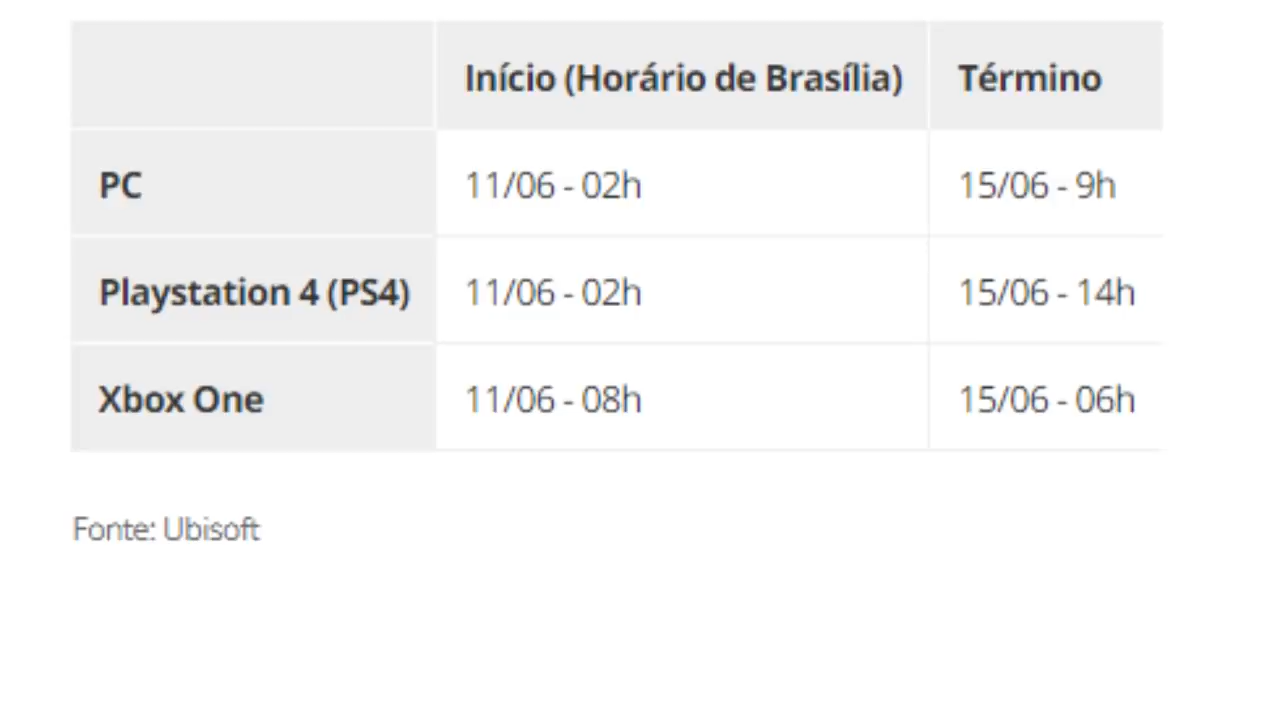 Início (Horário de Brasília) Término
PC 11/06 - 02h 15/06 - 9h
Playstation 4 (PS4) 11/06 - 02h 15/06 - 14h
Xbox One 11/06 - 08h 15/06 - 06h
Fonte: Ubisoft